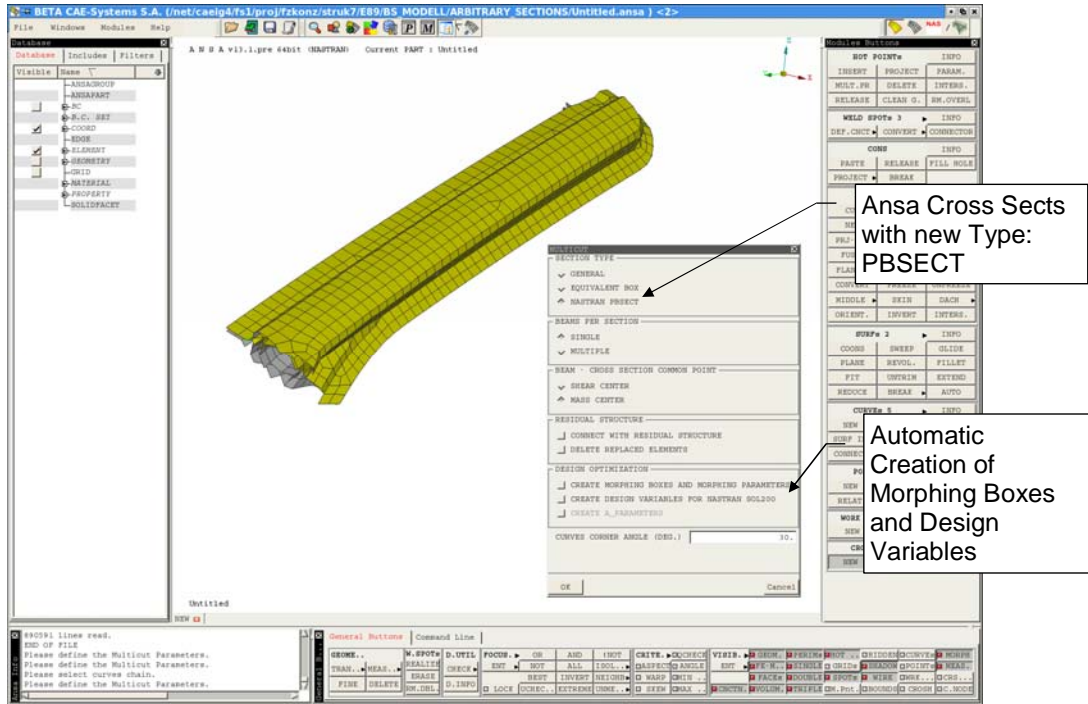 BETA CAE-Systems S.A. (/net/caeig4/fs1/proj/fzkonz/struk7/E89/BS_MODELL/ARBITRARY_SECTIONS/Untitled.ansa ) <2>
File Windows Modules Help
Database
Database Includes Filters
Visible Name
ANSAGROUP
ANSAPART
BC
B.C. SET
COORD
EDGE
ELEMENT
GEOMETRY
GRID
MATERIAL
PROPERTY
SOLIDFACET
A N S A v13.1.pre 64bit (NASTRAN) Current PART : Untitled
MULTICUT
SECTION TYPE
GENERAL
EQUIVALENT BOX
NASTRAN PBSECT
BEAMS PER SECTION
SINGLE
MULTIPLE
BEAM - CROSS SECTION COMMON POINT
SHEAR CENTER
MASS CENTER
RESIDUAL STRUCTURE
CONNECT WITH RESIDUAL STRUCTURE
DELETE REPLACED ELEMENTS
DESIGN OPTIMIZATION
CREATE MORPHING BOXES AND MORPHING PARAMETERS
CREATE DESIGN VARIABLES FOR NASTRAN SOL200
CREATE A_PARAMETERS
CURVES CORNER ANGLE (DEG.) 30.
OK Cancel
Untitled
NEW
Modules Buttons
HOT POINTs INFO
INSERT PROJECT PARAM.
MULT.PR DELETE INTERS.
RELEASE CLEAN G. RM.OVERL
WELD SPOTs 3 INFO
DEF.CNCT CONVERT CONNECTOR
CONS INFO
PASTE RELEASE FILL HOLE
PROJECT BREAK
Ansa Cross Sects
with new Type:
PBSECT
CONVERT FREEZE UNFREEZE
MIDDLE SKIN DACH
ORIENT. INVERT INTERS.
SURFs 2 INFO
COONS SWEEP GLIDE
PLANE REVOL. FILLET
FIT UNTRIM EXTEND
REDUCE BREAK AUTO
CURVEs 5 INFO
Automatic
Creation of
Morphing Boxes
and Design
Variables
690591 lines read.
END OF FILE
Please define the Multicut Parameters.
Please define the Multicut Parameters.
Please select curves chain.
Please define the Multicut Parameters.
General Buttons Command Line
GEOME.. W.SPOTs D.UTIL FOCUS. OR AND !NOT
TRAN.. MEAS.. REALIZE CHECK ENT NOT ALL ISOL..
FINE DELETE ERASE RM.DBL D.INFO BEST INVERT NEIGHB
LOCK UCHEC.. EXTREME UNME..